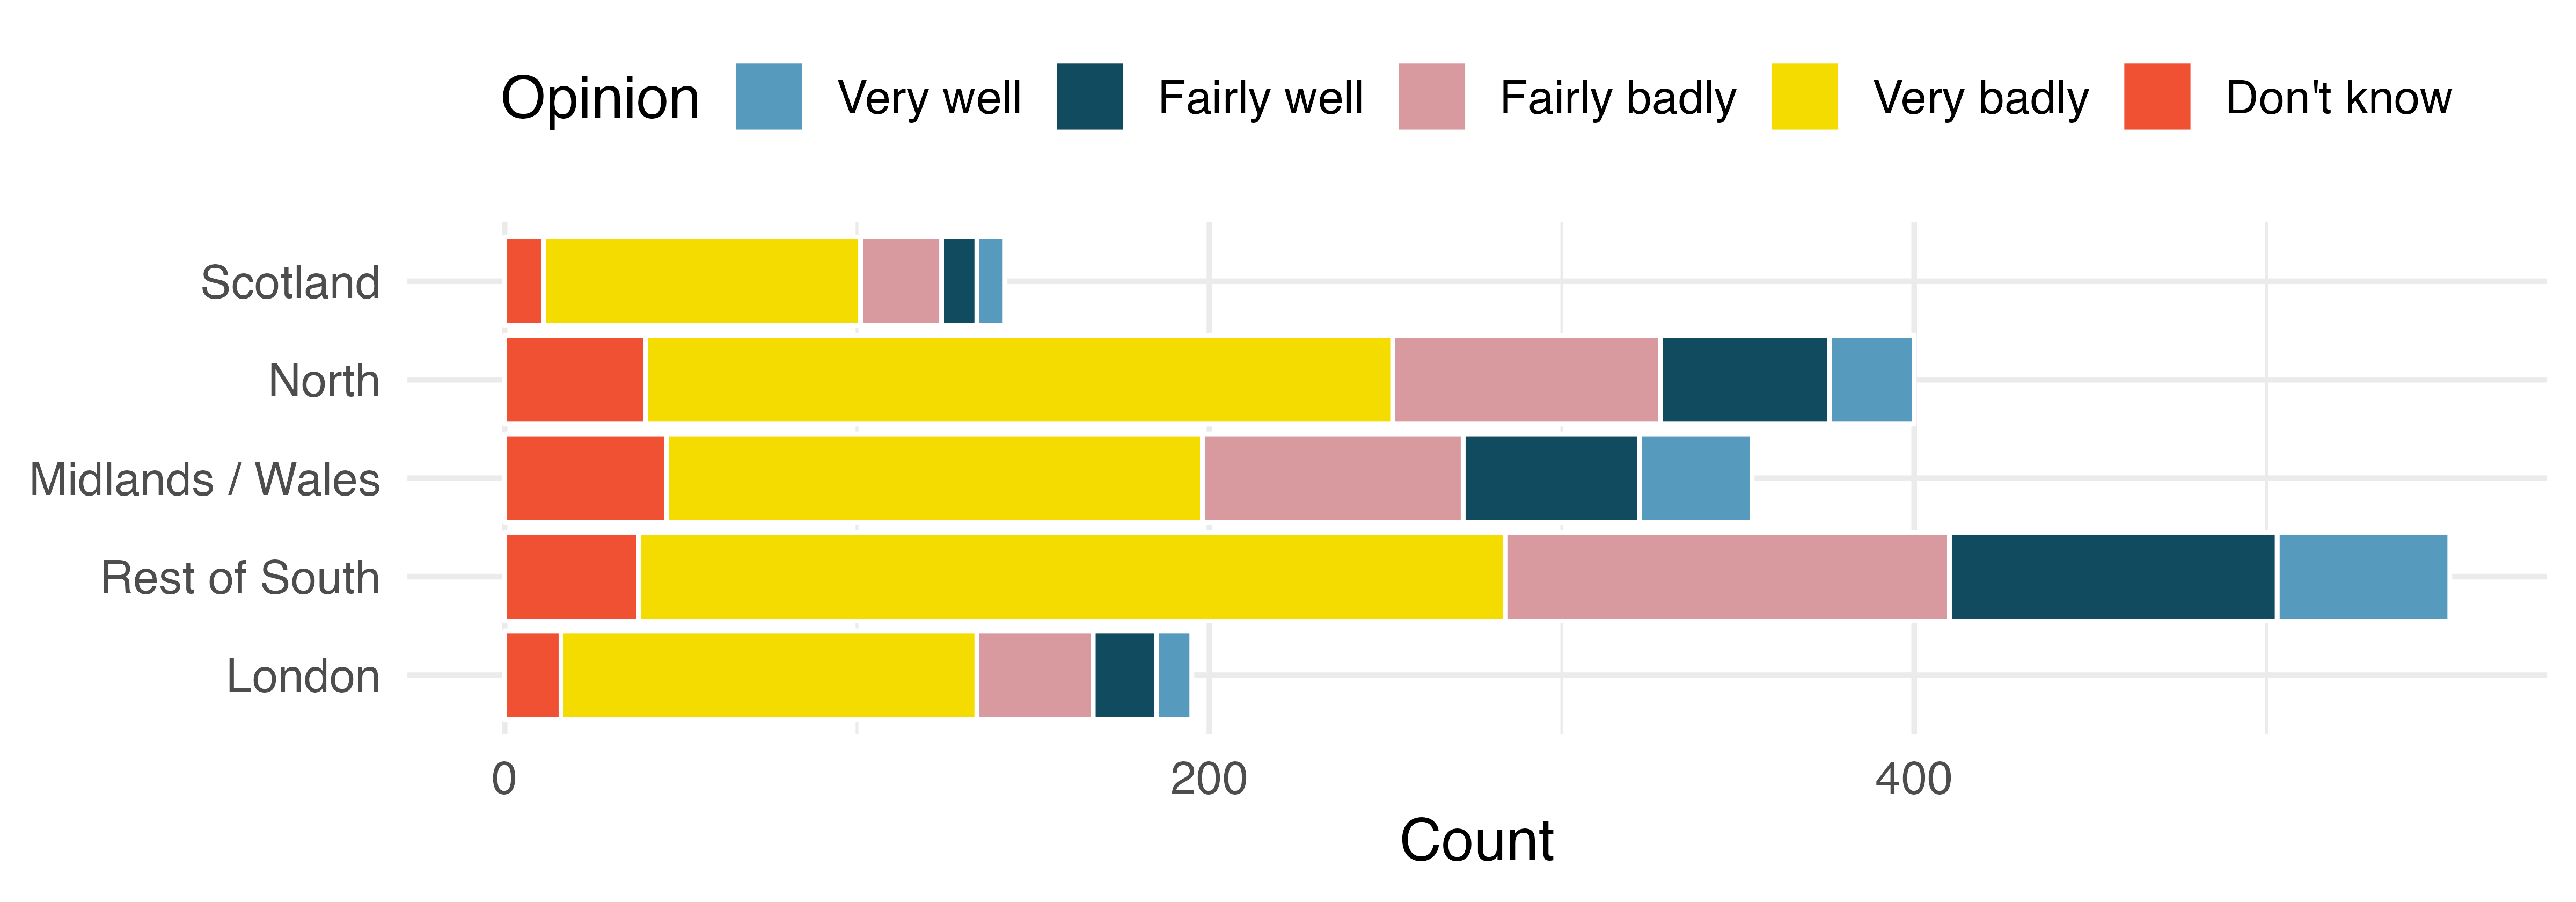 Opinion Very well Fairly well Fairly badly Very badly Don't know
Scotland
North
Midlands / Wales
Rest of South
London
0 200 400
Count